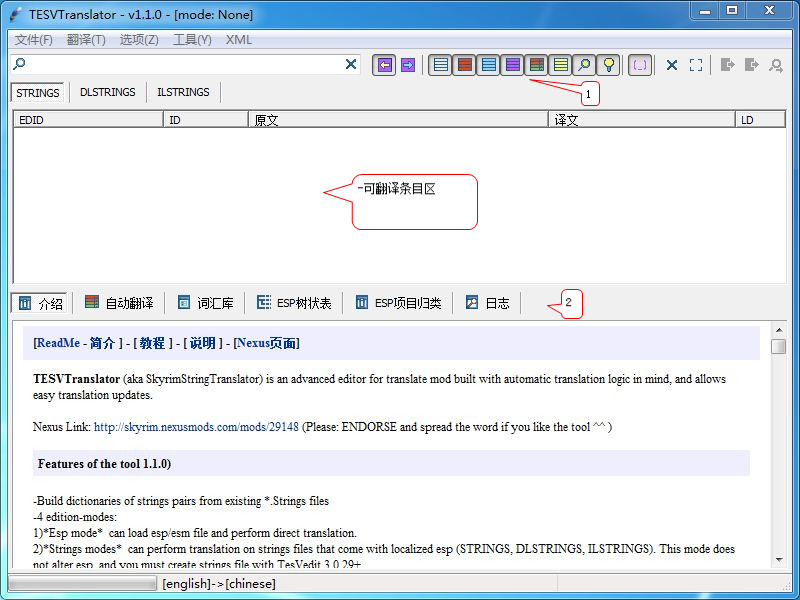 TESVTranslator - v1.1.0 - [mode: None]
文件(F) 翻译(T) 选项(Z) 工具(Y) XML
1
STRINGS DLSTRINGS ILSTRINGS
EDID ID 原文 译文 LD
-可翻译条目区
介绍 自动翻译 词汇库 ESP树状表 ESP项目归类 日志 2
[ReadMe - 简介 ] - [ 教程 ] - [ 说明 ] - [Nexus页面]
TESVTranslator (aka SkyrimStringTranslator) is an advanced editor for translate mod built with automatic translation logic in mind, and allows
easy translation updates.
Nexus Link: http://skyrim.nexusmods.com/mods/29148 (Please: ENDORSE and spread the word if you like the tool ^^ )
Features of the tool 1.1.0)
-Build dictionaries of strings pairs from existing *.Strings files
-4 edition-modes:
1)*Esp mode* can load esp/esm file and perform direct translation.
2)*Strings modes* can perform translation on strings files that come with localized esp (STRINGS, DLSTRINGS, ILSTRINGS). This mode does
not alter esp, and you must create strings file with TesVedit 3.0.29+
[english]->[chinese]